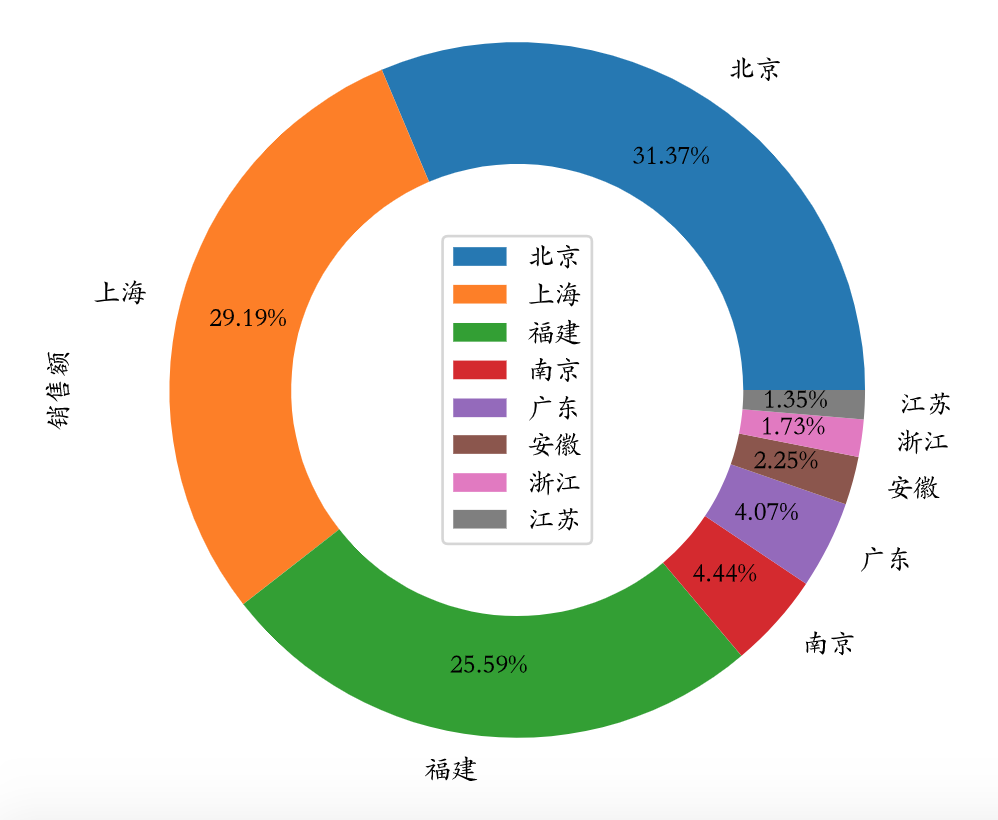 北京
31.37%
上海
29.19%
销售额
北京
上海
福建
南京
广东
安徽
浙江
江苏
1.35%
江苏
1.73%
浙江
2.25%
安徽
4.07%
广东
4.44%
南京
25.59%
福建